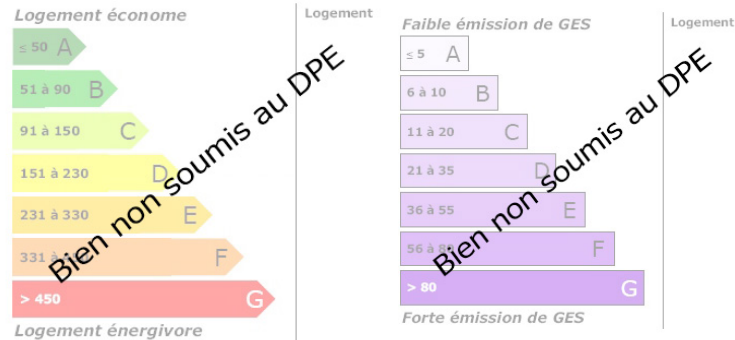 Logement économe
Logement
≤ 50 A
51 à 90 B
91 à 150 C
151 à 230 D
231 à 330 E
331 à F
> 450 G
Logement énergivore
Bien non soumis au DPE
Faible émission de GES
Logement
≤ 5 A
6 à 10 B
11 à 20 C
21 à 35 D
36 à 55 E
56 à 80 F
> 80 G
Forte émission de GES
Bien non soumis au DPE